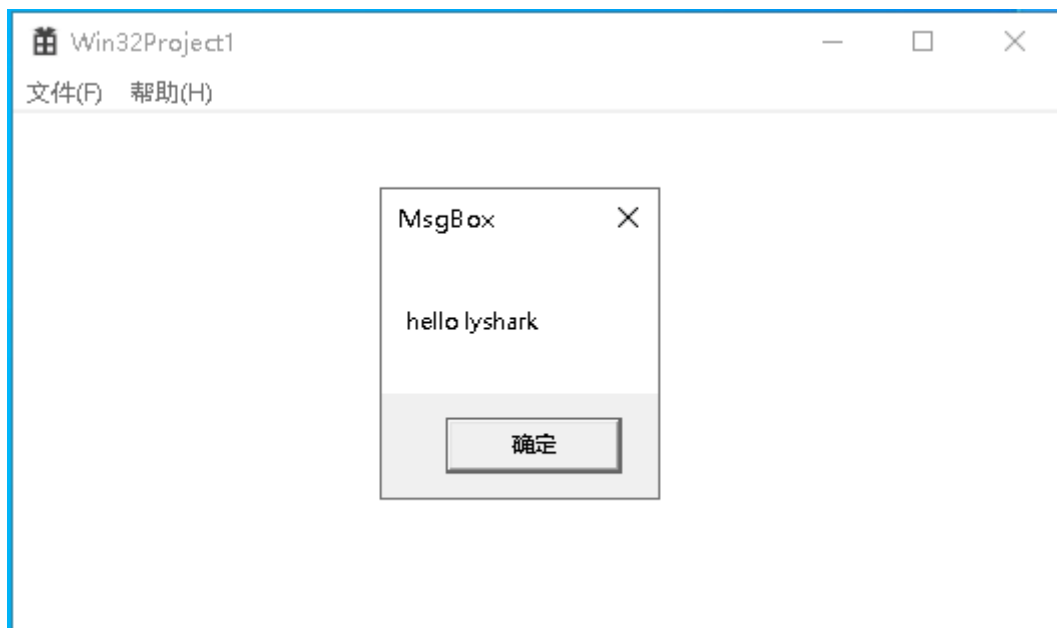 Win32Project1
文件(F) 帮助(H)
MsgBox
hello lyshark
确定